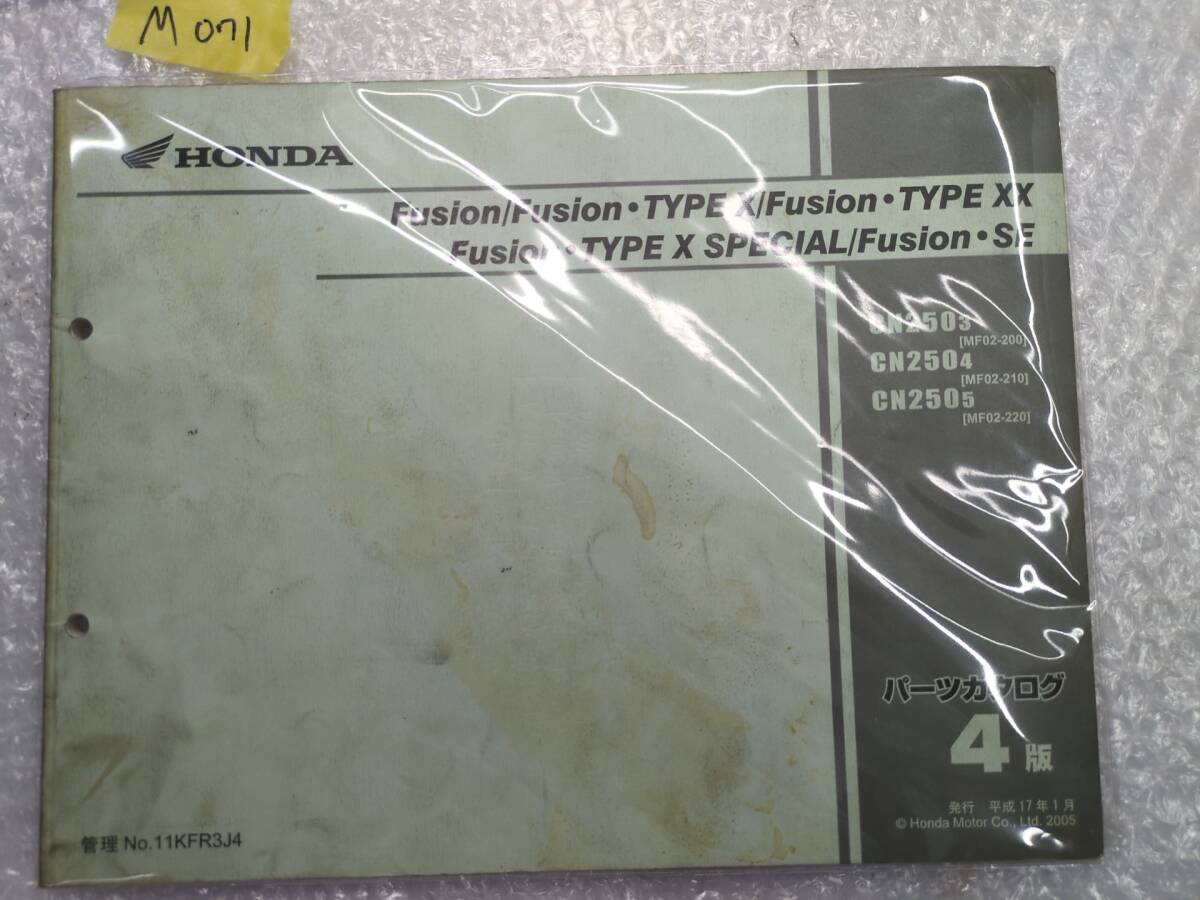 M071
HONDA
Fusion/Fusion・TYPE X/Fusion・TYPE XX
Fusion・TYPE X SPECIAL/Fusion・SE
CN2503
[MF02-200]
CN2504
[MF02-210]
CN2505
[MF02-220]
パーツカタログ
4版
発行 平成17年1月
© Honda Motor Co., Ltd. 2005
管理 No.11KFR3J4